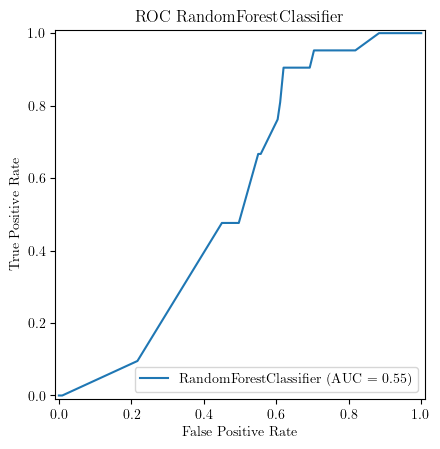 ROC RandomForestClassifier
1.0
0.8
0.6
0.4
0.2
0.0
True Positive Rate
RandomForestClassifier (AUC = 0.55)
0.0 0.2 0.4 0.6 0.8 1.0
False Positive Rate